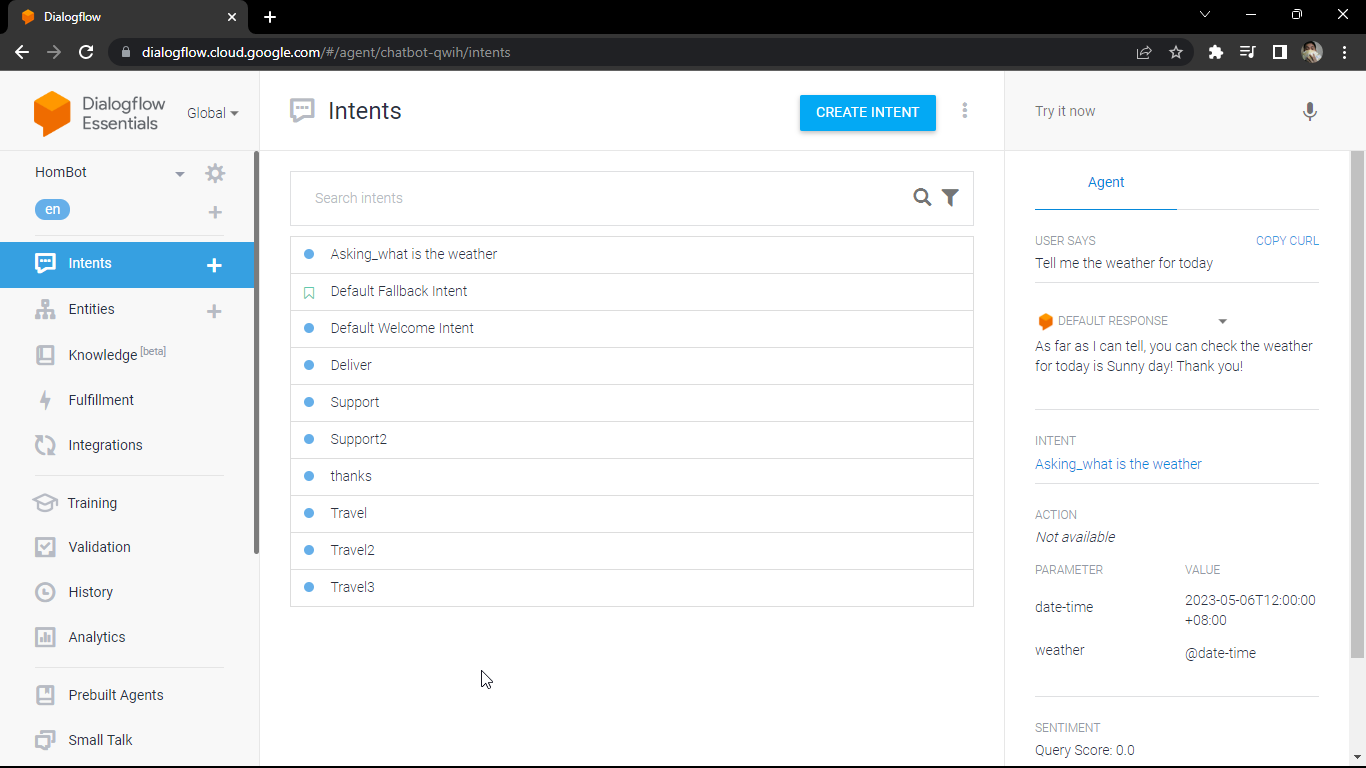 Dialogflow
dialogflow.cloud.google.com/#/agent/chatbot-qwih/intents
Dialogflow
Essentials
Global
HomBot
en
Intents
Entities
Knowledge [beta]
Fulfillment
Integrations
Training
Validation
History
Analytics
Prebuilt Agents
Small Talk
Intents
CREATE INTENT
Search intents
Asking_what is the weather
Default Fallback Intent
Default Welcome Intent
Deliver
Support
Support2
thanks
Travel
Travel2
Travel3
Try it now
Agent
USER SAYS COPY CURL
Tell me the weather for today
DEFAULT RESPONSE
As far as I can tell, you can check the weather
for today is Sunny day! Thank you!
INTENT
Asking_what is the weather
ACTION
Not available
PARAMETER VALUE
date-time 2023-05-06T12:00:00
+08:00
weather @date-time
SENTIMENT
Query Score: 0.0